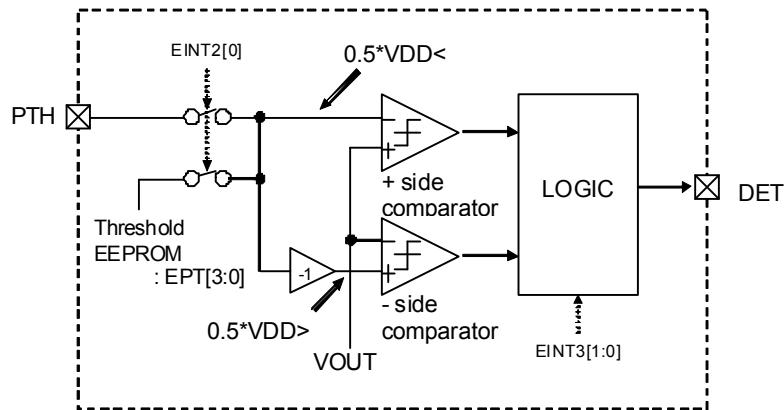 EINT2[0]
0.5*VDD<
PTH
+ side
comparator
LOGIC
DET
Threshold
EEPROM
: EPT[3:0]
-1
- side
comparator
0.5*VDD>
VOUT
EINT3[1:0]